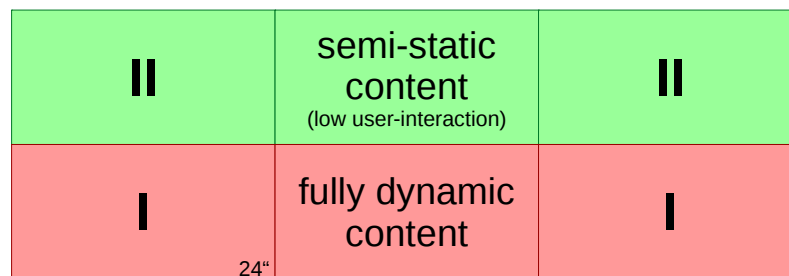 II
semi-static
content
(low user-interaction)
II
I
fully dynamic
content
I
24“